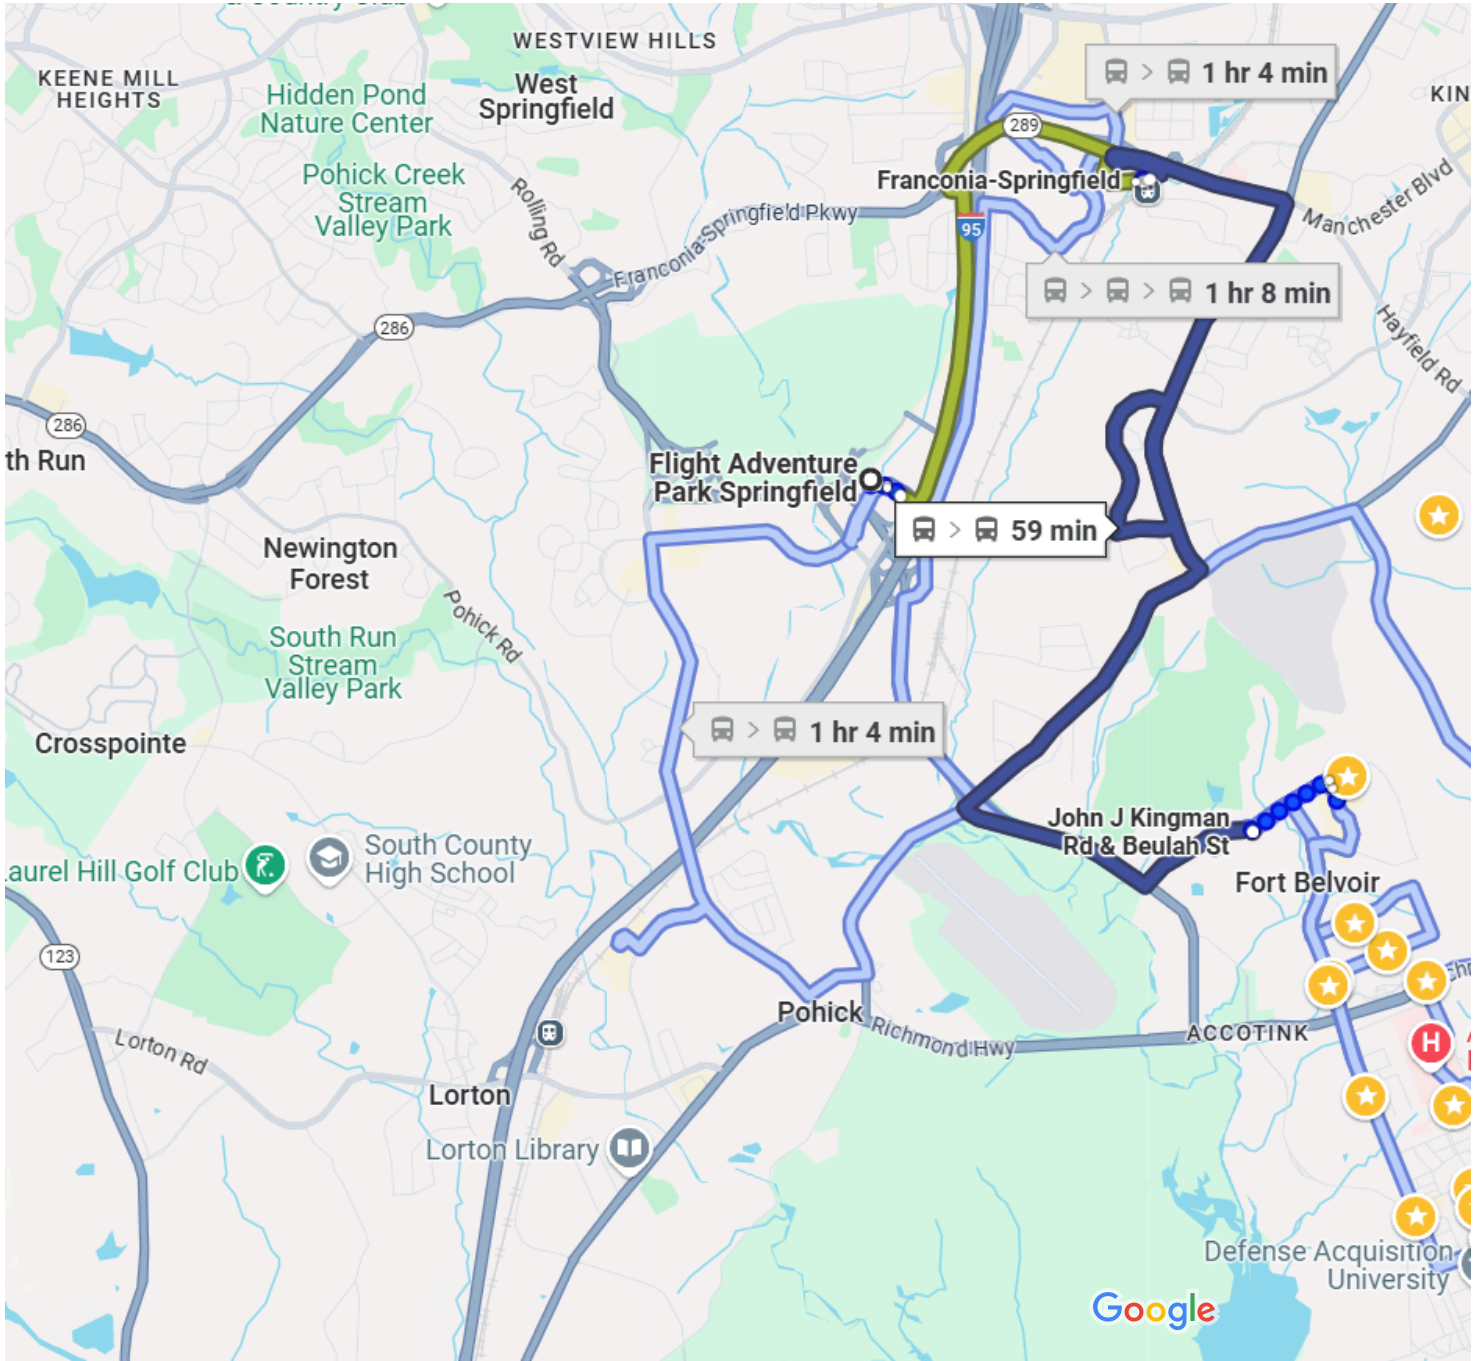 & Country Club
WESTVIEW HILLS
KEENE MILL
HEIGHTS
West
Springfield
Hidden Pond
Nature Center
1 hr 4 min
KIN
289
Pohick Creek
Stream
Valley Park
Rolling Rd
Franconia-Springfield
Franconia-Springfield Pkwy
Manchester Blvd
95
1 hr 8 min
286
Hayfield Rd
286
th Run
Flight Adventure
Park Springfield
59 min
Newington
Forest
Pohick Rd
South Run
Stream
Valley Park
Crosspointe
1 hr 4 min
John J Kingman
Rd & Beulah St
Laurel Hill Golf Club
South County
High School
Fort Belvoir
123
Pohick
Richmond Hwy
ACCOTINK
H
Lorton Rd
Lorton
Lorton Library
Defense Acquisition
University
Google